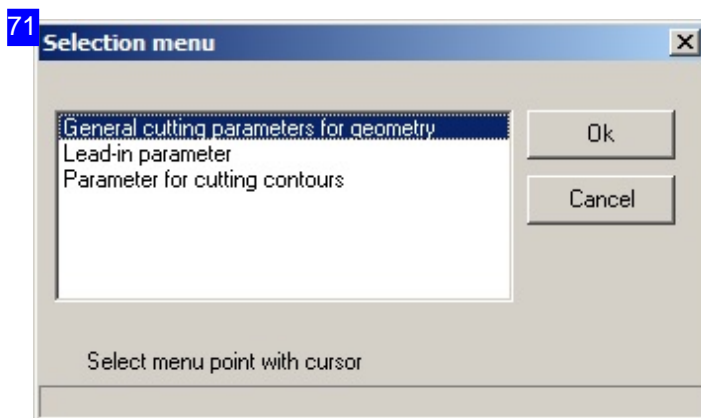 71
Selection menu
General cutting parameters for geometry
Lead-in parameter
Parameter for cutting contours
Ok
Cancel
Select menu point with cursor